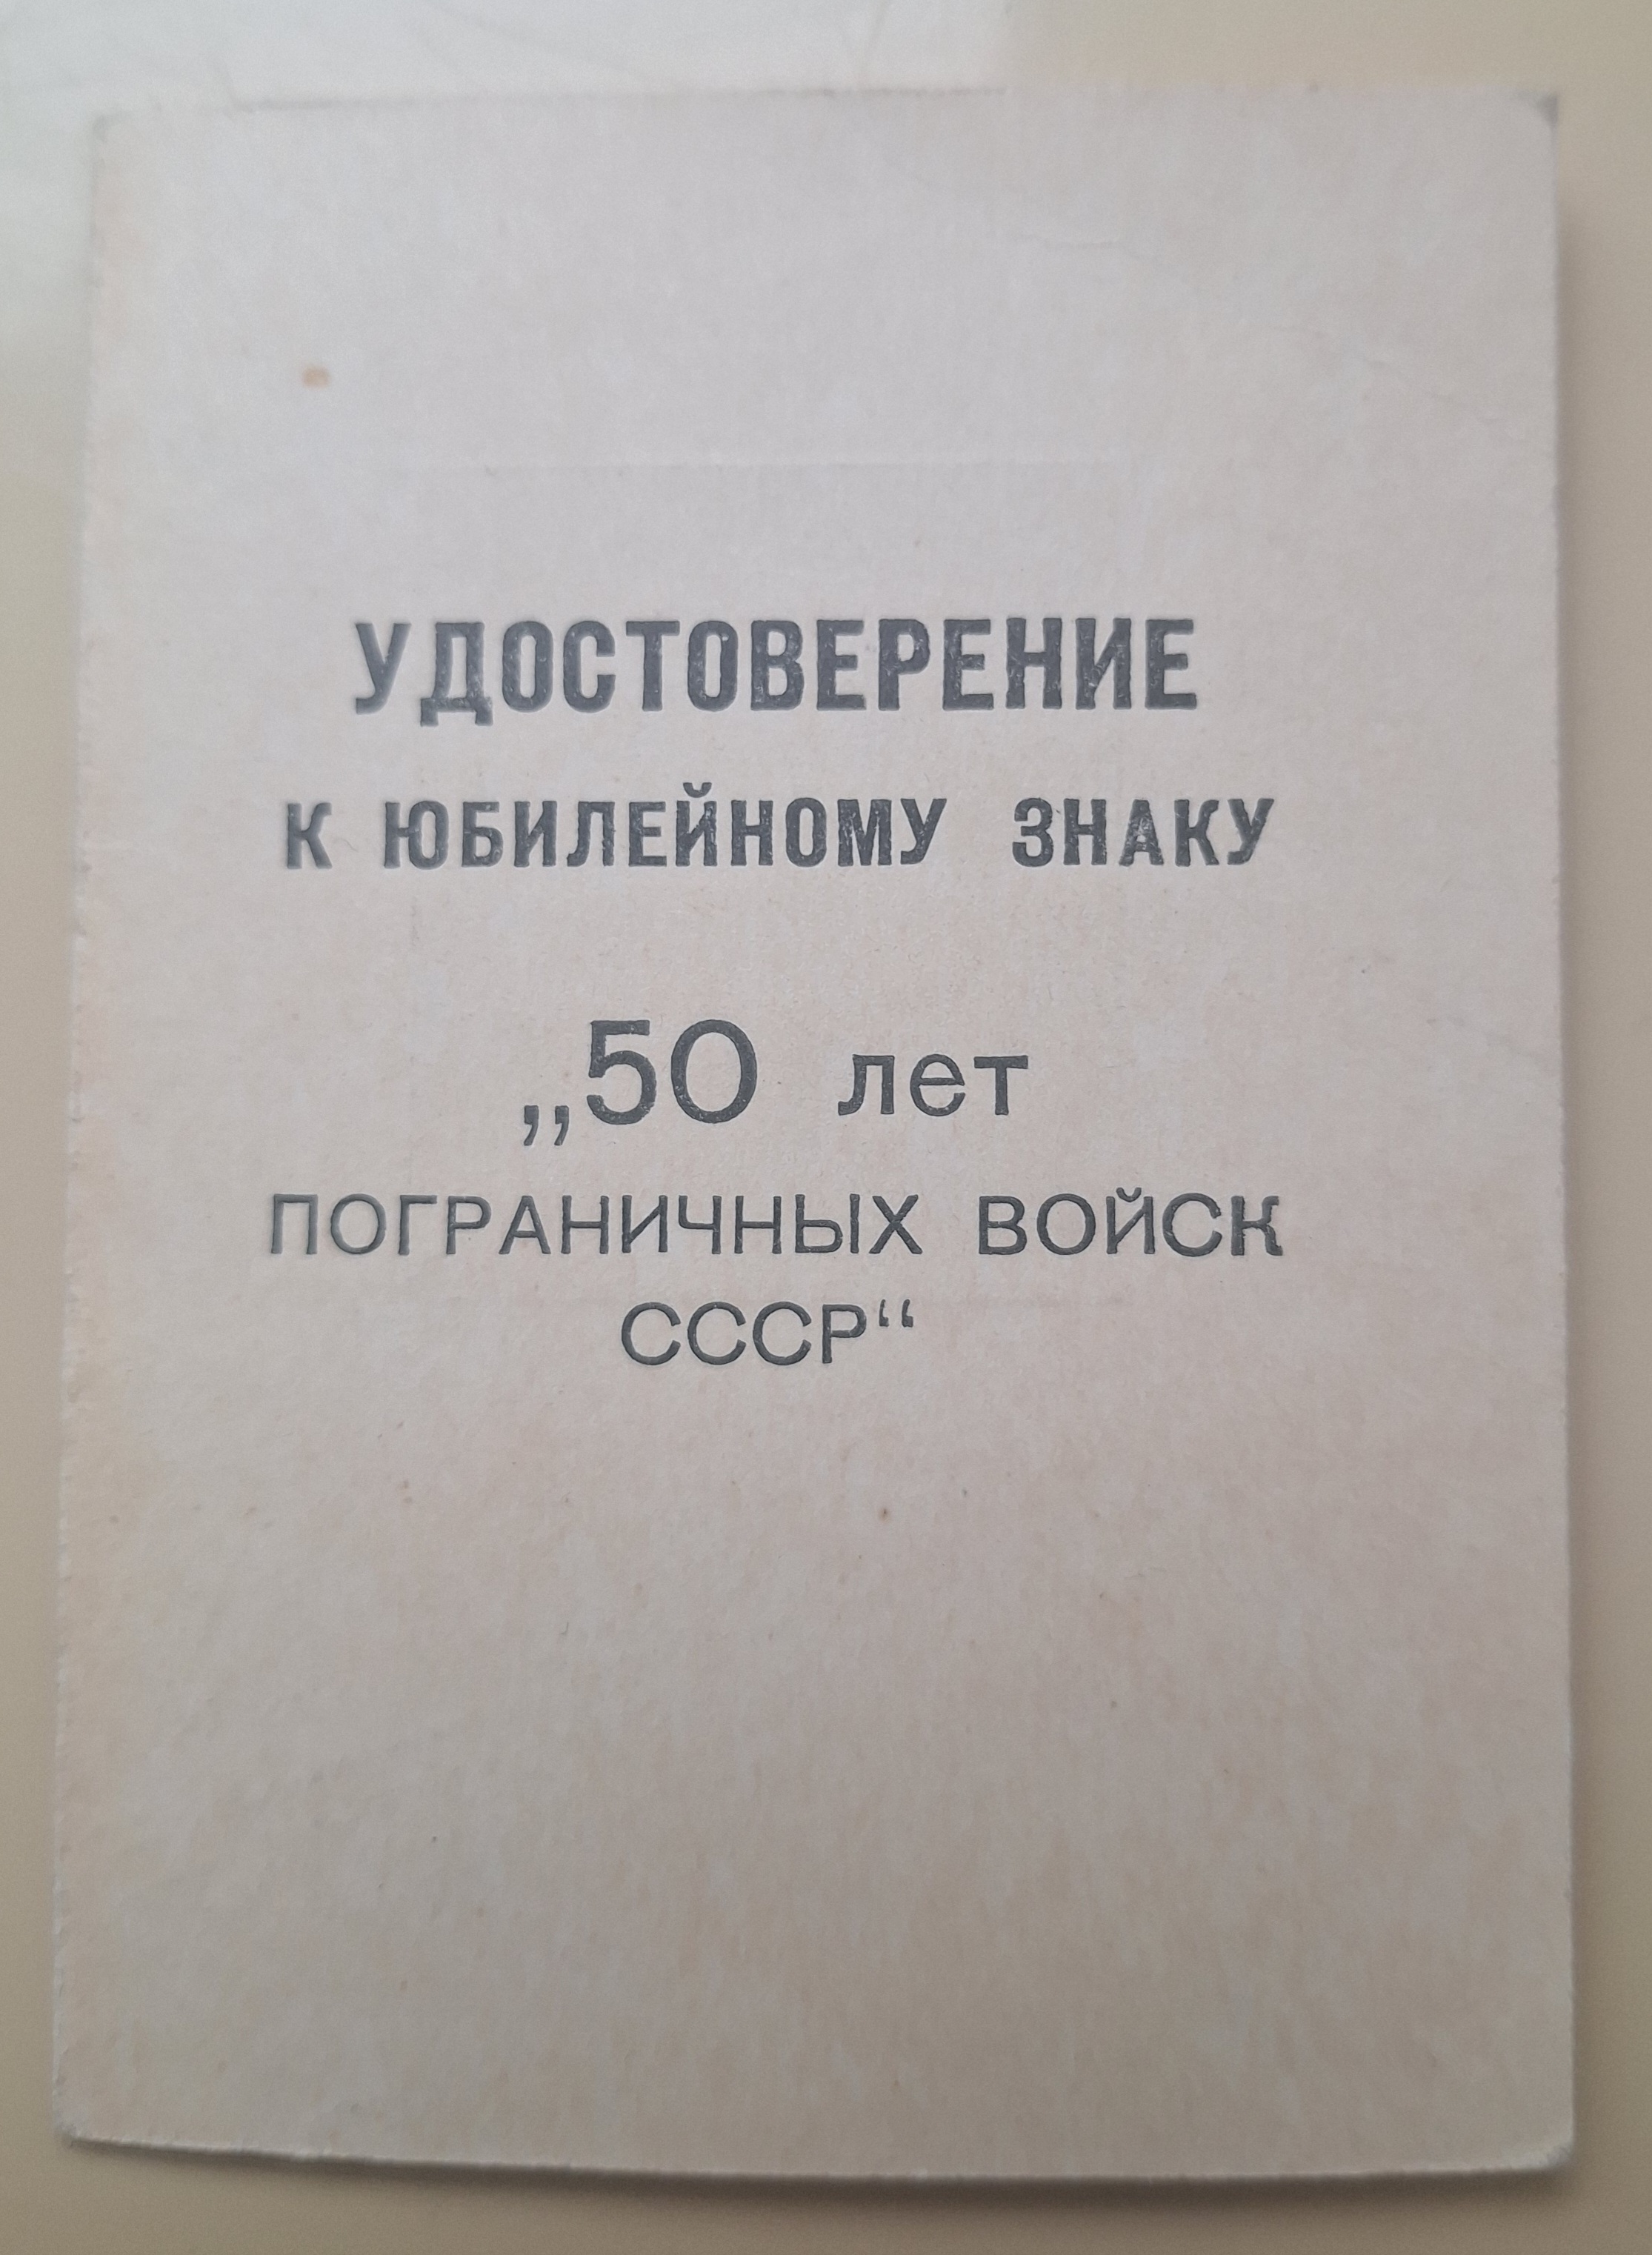 УДОСТОВЕРЕНИЕ
К ЮБИЛЕЙНОМУ ЗНАКУ
„50 лет
ПОГРАНИЧНЫХ ВОЙСК
СССР“